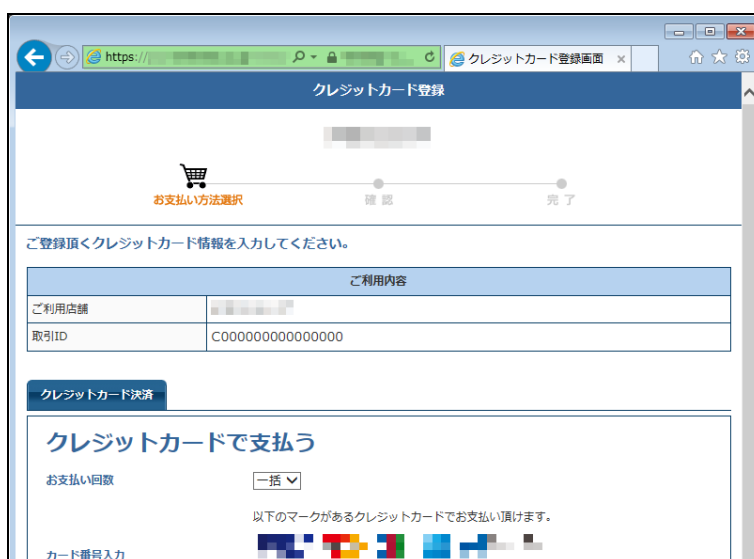 https://
クレジットカード登録画面
クレジットカード登録
お支払い方法選択
確 認
完 了
ご登録頂くクレジットカード情報を入力してください。
ご利用内容
ご利用店舗
取引ID
C000000000000000
クレジットカード決済
クレジットカードで支払う
お支払い回数
一括
以下のマークがあるクレジットカードでお支払い頂けます。
カード番号入力